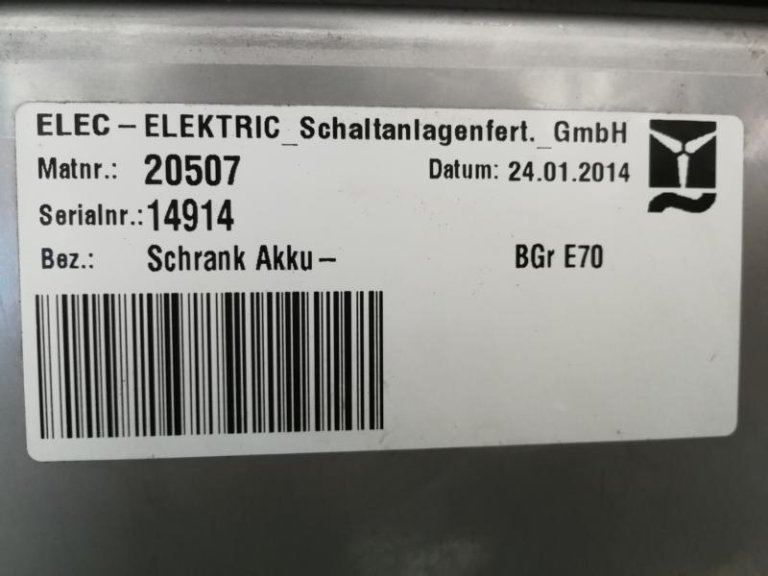 ELEC – ELEKTRIC_Schaltanlagenfert._GmbH
Matnr.: 20507 Datum: 24.01.2014
Serialnr.: 14914
Bez.: Schrank Akku – BGr E70